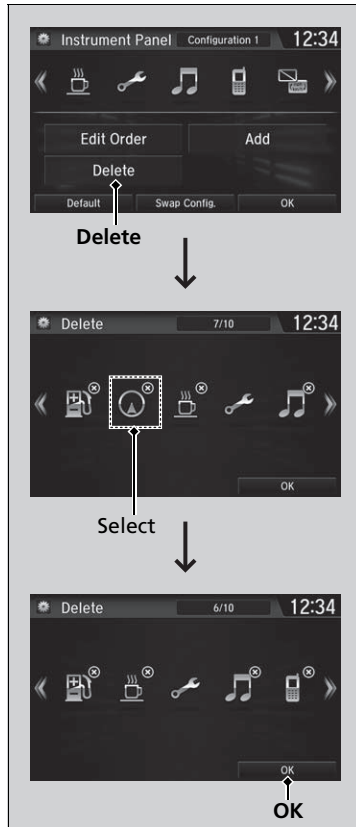 Instrument Panel Configuration 1 12:34
Edit Order Add
Delete
Default Swap Config. OK
Delete
Delete 7/10 12:34
OK
Select
Delete 6/10 12:34
OK
OK